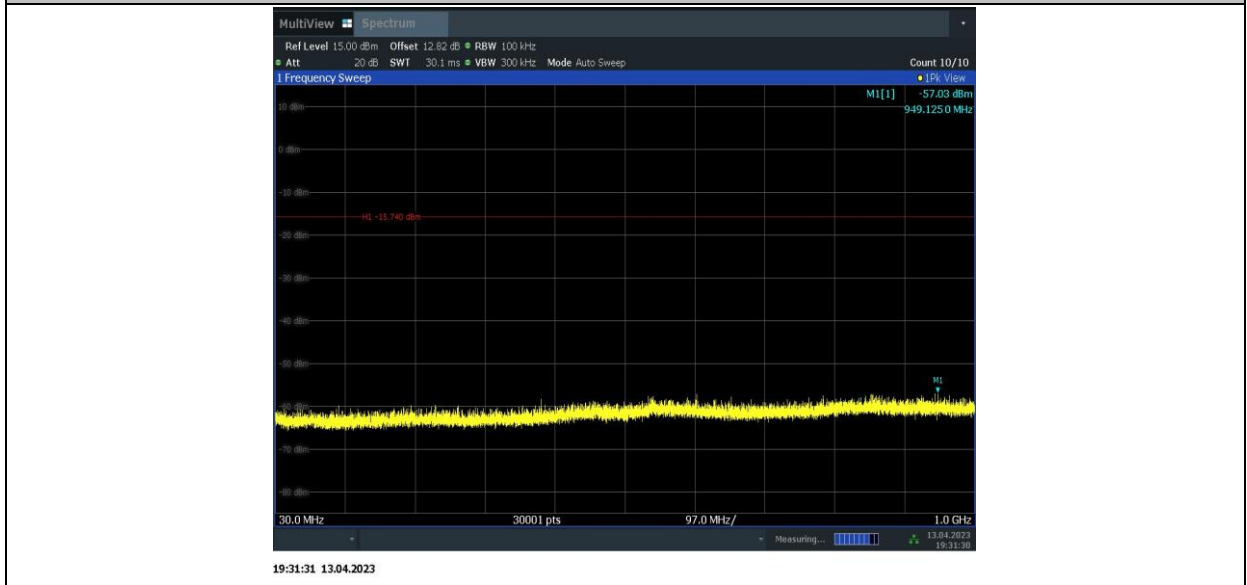 MultiView Spectrum
Ref Level 15.00 dBm Offset 12.82 dB RBW 100 kHz
Att 20 dB SWT 30.1 ms VBW 300 kHz Mode Auto Sweep Count 10/10
1 Frequency Sweep 1Pk View
M1[1] -57.03 dBm
10 dBm
949.1250 MHz
0 dBm
-10 dBm
H1 -15.740 dBm
-20 dBm
-30 dBm
-40 dBm
-50 dBm
M1
-60 dBm
-70 dBm
-80 dBm
30.0 MHz 30001 pts 97.0 MHz/ 1.0 GHz
Measuring... 13.04.2023
19:31:30
19:31:31 13.04.2023